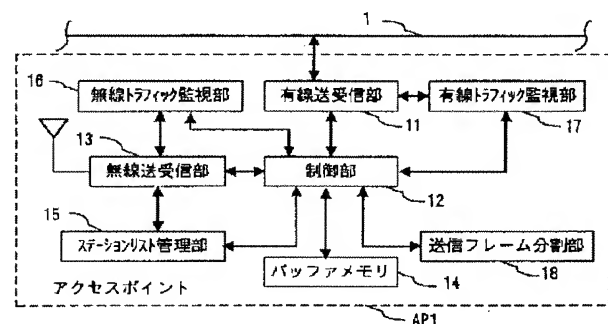 1
16
無線トラフィック監視部
有線送受信部
11
有線トラフィック監視部
17
13
無線送受信部
制御部
12
15
ステーションリスト管理部
バッファメモリ
14
送信フレーム分割部
18
アクセスポイント
AP1